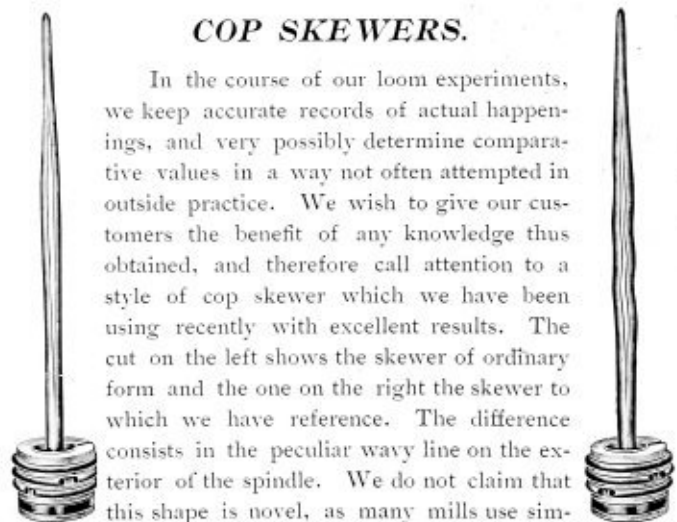 COP SKEWERS.
In the course of our loom experiments,
we keep accurate records of actual happen-
ings, and very possibly determine compara-
tive values in a way not often attempted in
outside practice. We wish to give our cus-
tomers the benefit of any knowledge thus
obtained, and therefore call attention to a
style of cop skewer which we have been
using recently with excellent results. The
cut on the left shows the skewer of ordinary
form and the one on the right the skewer to
which we have reference. The difference
consists in the peculiar wavy line on the ex-
terior of the spindle. We do not claim that
this shape is novel, as many mills use sim-